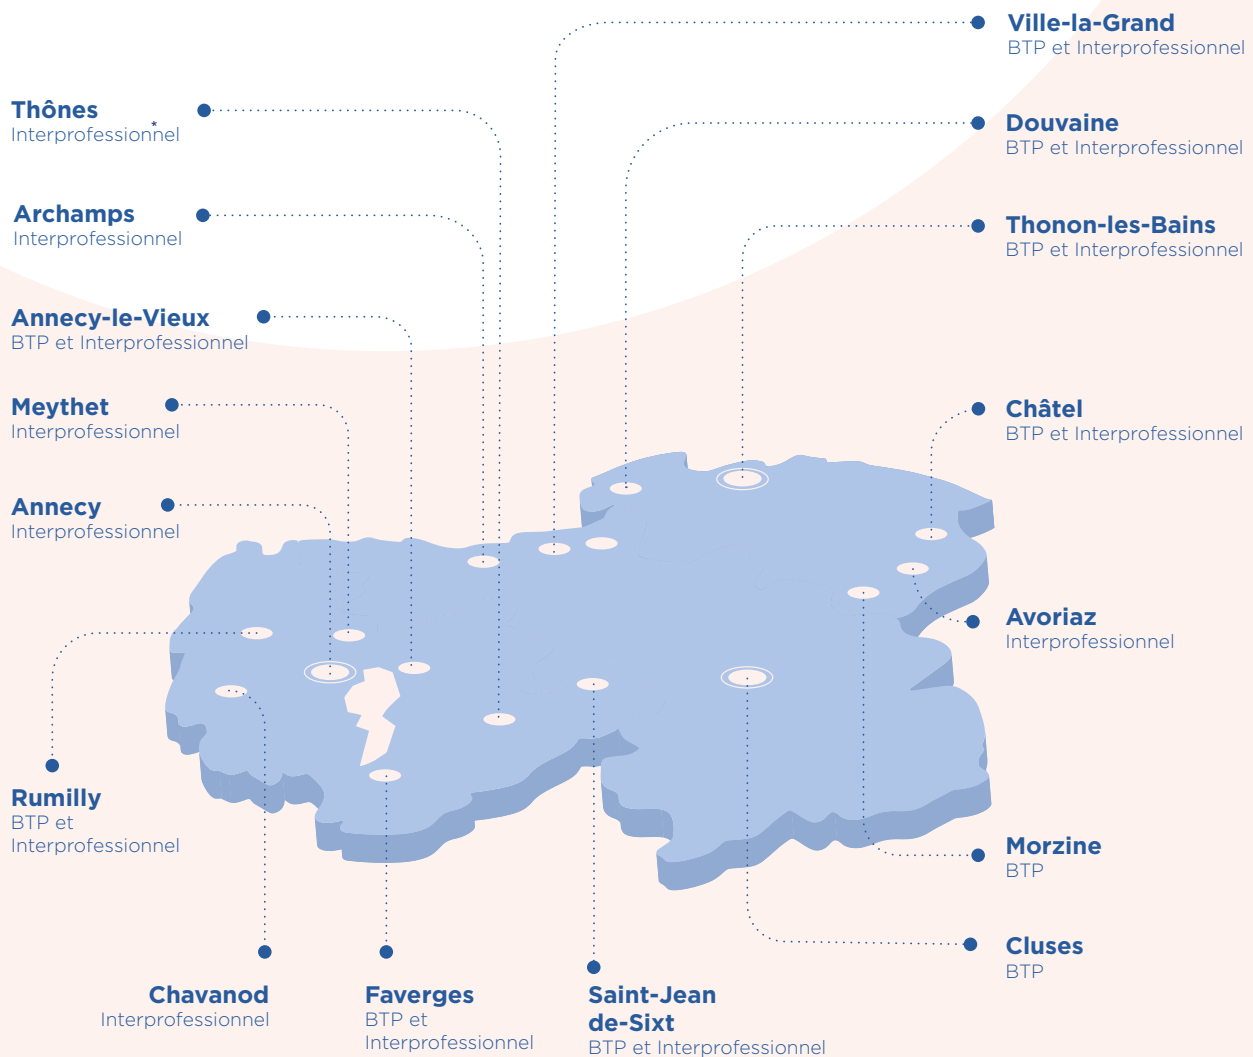 Ville-la-Grand
BTP et Interprofessionnel
Thônes
Interprofessionnel*
Douvaine
BTP et Interprofessionnel
Archamps
Interprofessionnel
Thonon-les-Bains
BTP et Interprofessionnel
Annecy-le-Vieux
BTP et Interprofessionnel
Meythet
Interprofessionnel
Châtel
BTP et Interprofessionnel
Annecy
Interprofessionnel
Avoriaz
Interprofessionnel
Rumilly
BTP et
Interprofessionnel
Morzine
BTP
Cluses
BTP
Chavanod
Interprofessionnel
Faverges
BTP et
Interprofessionnel
Saint-Jean
de-Sixt
BTP et Interprofessionnel